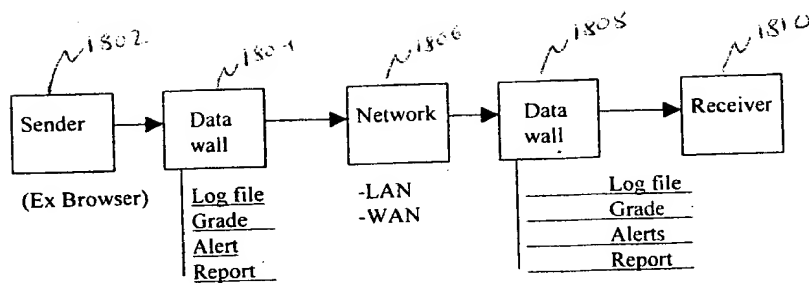 1802
1804
1806
1808
1810
Sender
Data
wall
Network
Data
wall
Receiver
(Ex Browser)
Log file
Grade
Alert
Report
-LAN
-WAN
Log file
Grade
Alerts
Report